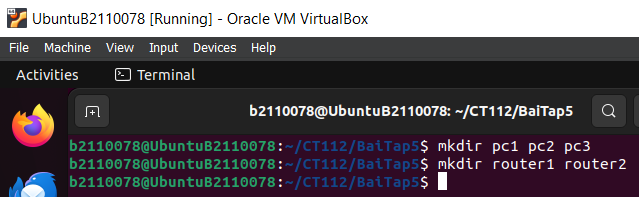 UbuntuB2110078 [Running] - Oracle VM VirtualBox
File Machine View Input Devices Help
Activities Terminal
b2110078@UbuntuB2110078: ~/CT112/BaiTap5
b2110078@UbuntuB2110078:~/CT112/BaiTap5$ mkdir pc1 pc2 pc3
b2110078@UbuntuB2110078:~/CT112/BaiTap5$ mkdir router1 router2
b2110078@UbuntuB2110078:~/CT112/BaiTap5$